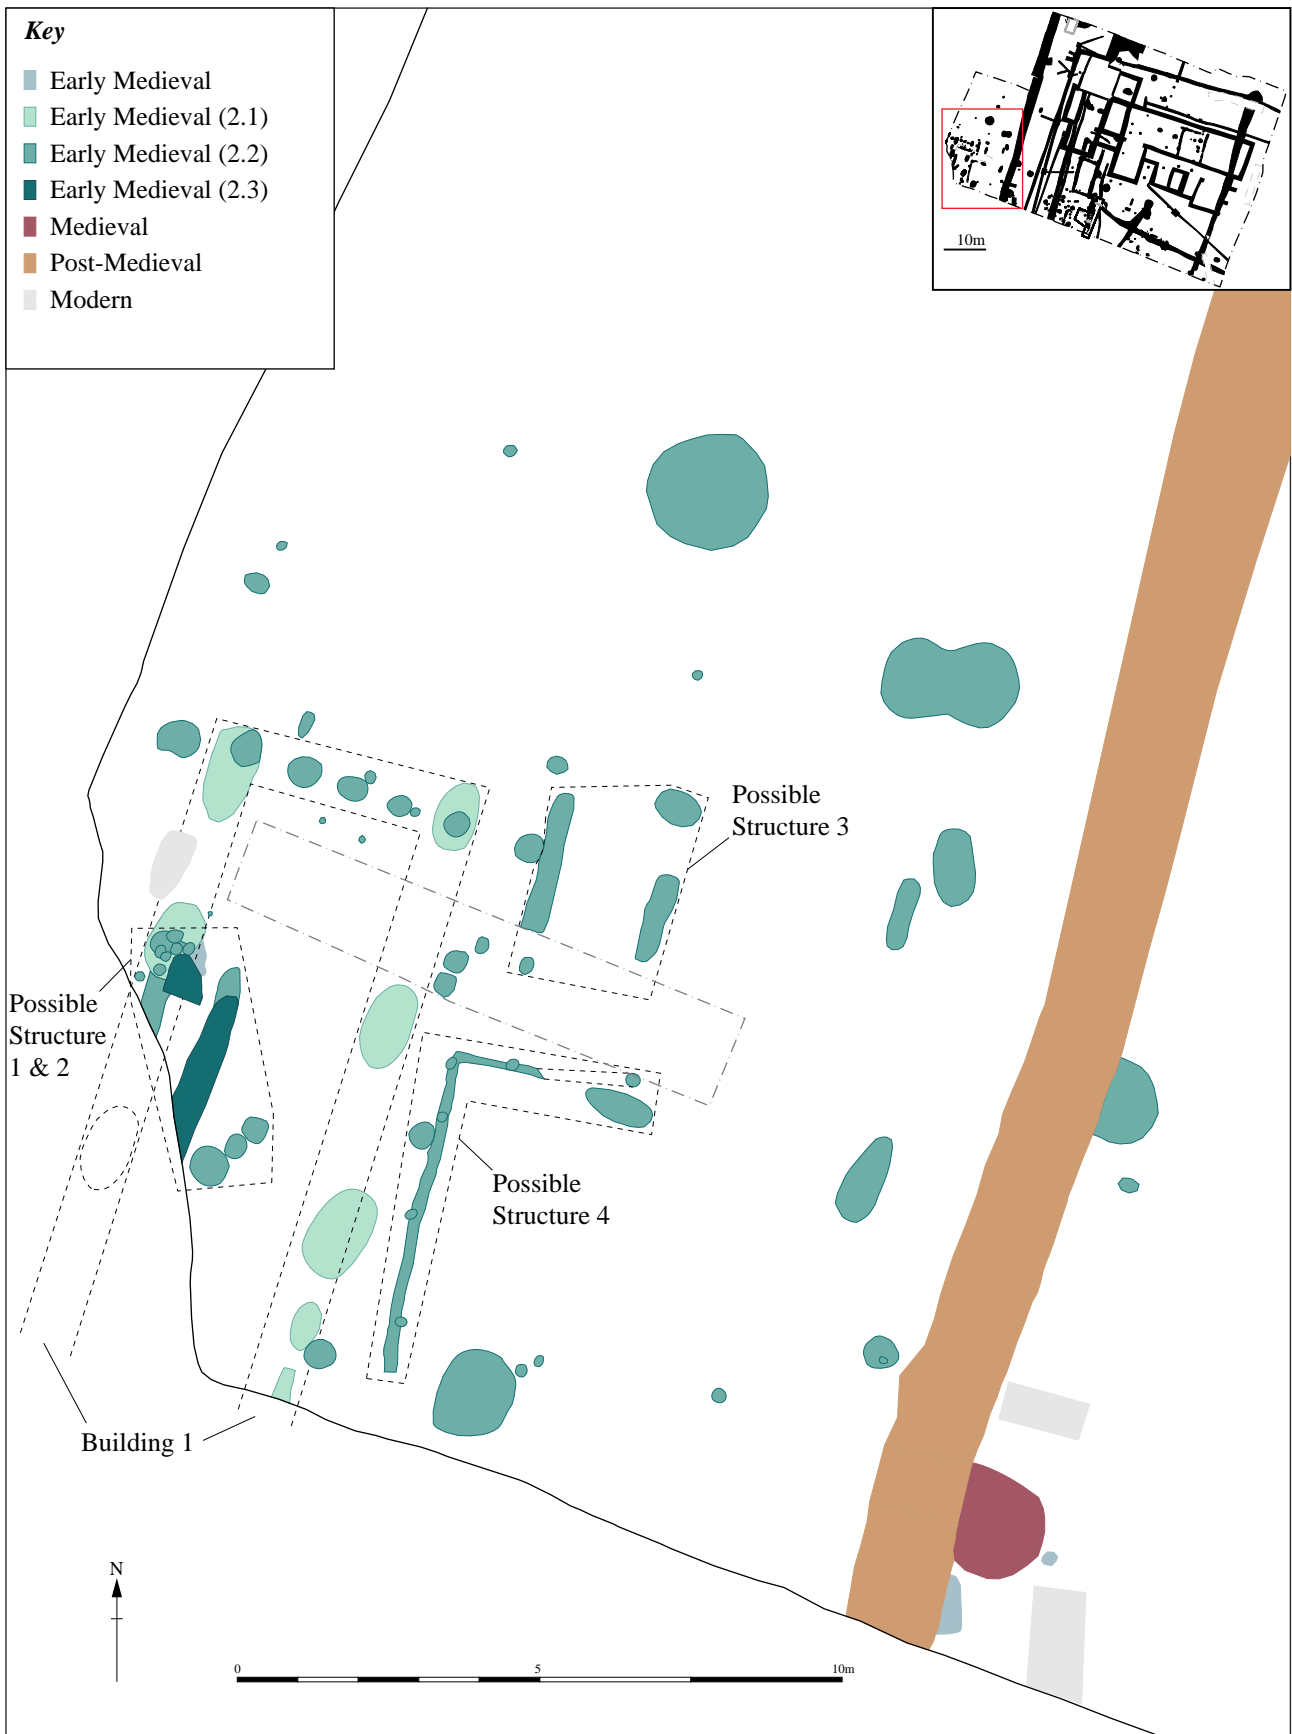 Key
Early Medieval
Early Medieval (2.1)
Early Medieval (2.2)
Early Medieval (2.3)
Medieval
Post-Medieval
Modern
10m
Possible
Structure 3
Possible
Structure
1 & 2
Possible
Structure 4
Building 1
N
0 5 10m